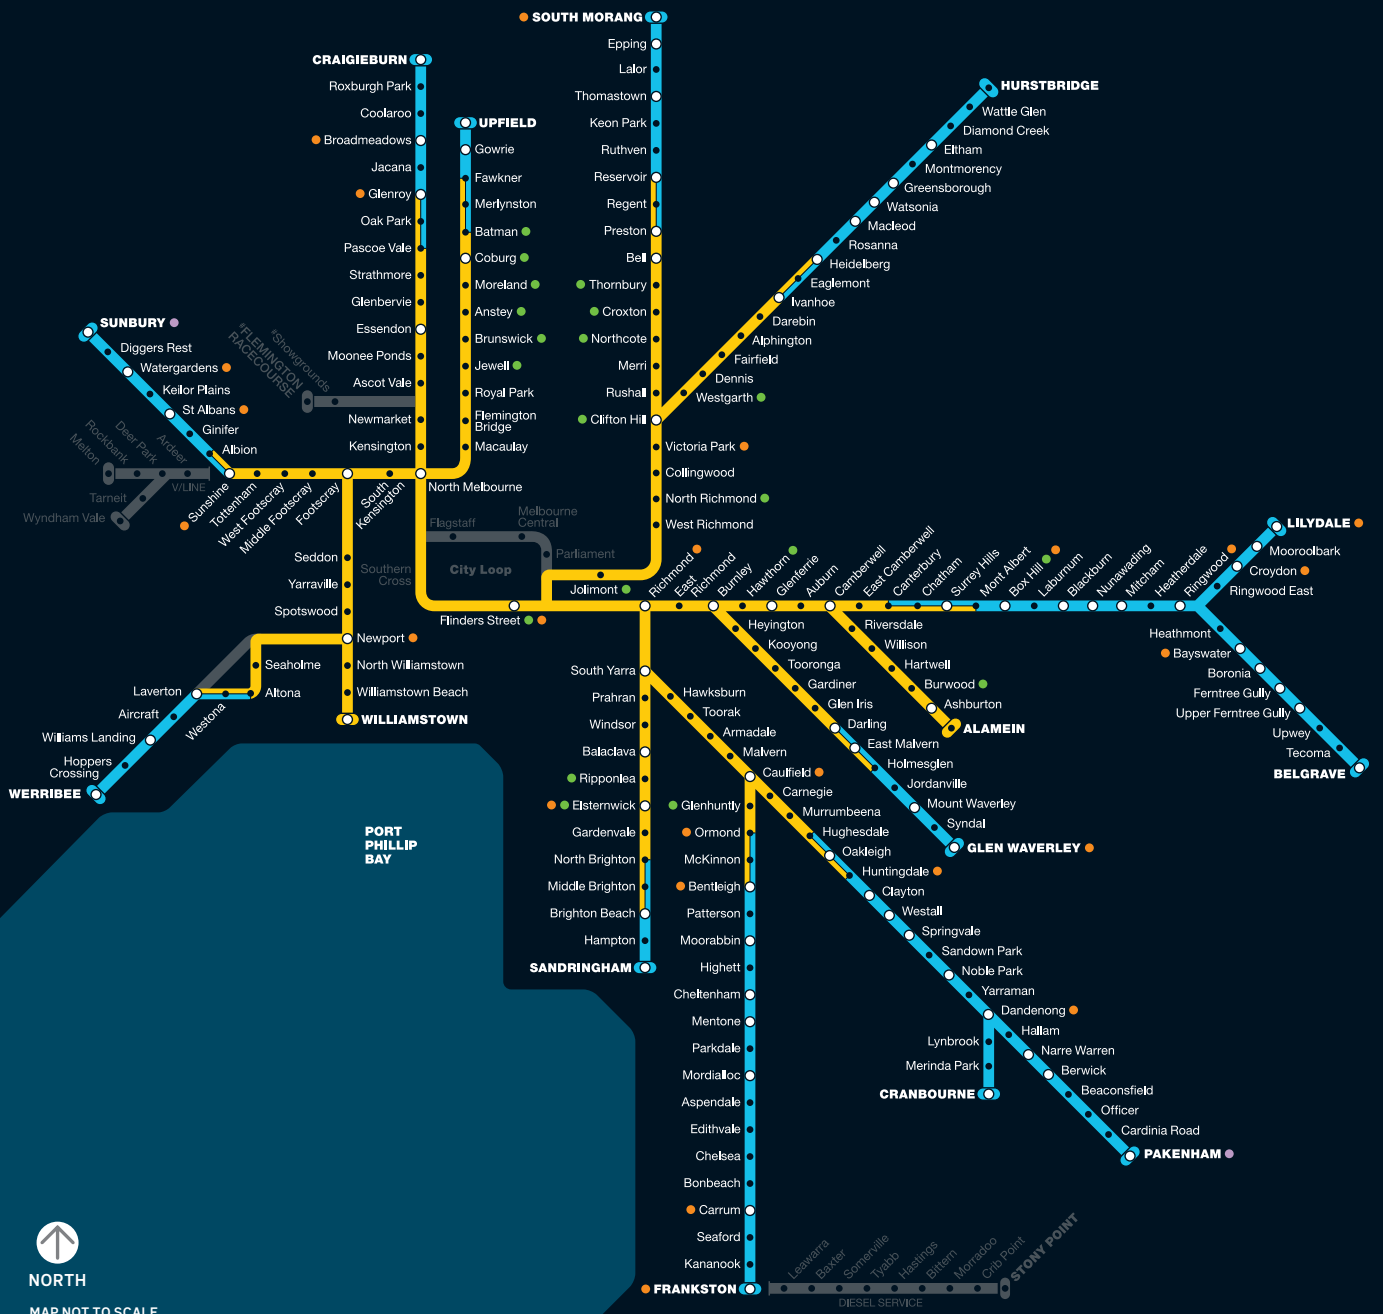 SOUTH MORANG
Epping
Lalor
Thomastown
Keon Park
Ruthven
Reservoir
Regent
Preston
Bell
Thornbury
Croxton
Northcote
Merri
Rushall
Clifton Hill
Victoria Park
Collingwood
North Richmond
West Richmond
Jolimont
CRAIGIEBURN
Roxburgh Park
Coolaroo
Broadmeadows
Jacana
Glenroy
Oak Park
Pascoe Vale
Strathmore
Glenbervie
Essendon
Moonee Ponds
Ascot Vale
Newmarket
Kensington
North Melbourne
UPFIELD
Gowrie
Fawkner
Merlynston
Batman
Coburg
Moreland
Anstey
Brunswick
Jewell
Royal Park
Flemington
Bridge
Macaulay
HURSTBRIDGE
Wattle Glen
Diamond Creek
Eltham
Montmorency
Greensborough
Watsonia
Macleod
Rosanna
Heidelberg
Eaglemont
Ivanhoe
Darebin
Alphington
Fairfield
Dennis
Westgarth
#Showgrounds
#FLEMINGTON
RACECOURSE
SUNBURY
Diggers Rest
Watergardens
Keilor Plains
St Albans
Ginifer
Albion
Sunshine
Tottenham
West Footscray
Middle Footscray
Footscray
South
Kensington
Melton
Rockbank
Deer Park
Ardeer
V/LINE
Tarneit
Wyndham Vale
Flagstaff
Melbourne
Central
Parliament
Southern
Cross
City Loop
Flinders Street
Seddon
Yarraville
Spotswood
Newport
North Williamstown
Williamstown Beach
WILLIAMSTOWN
Seaholme
Altona
Westona
Laverton
Aircraft
Williams Landing
Hoppers
Crossing
WERRIBEE
Richmond
East
Richmond
Burnley
Hawthorn
Glenferrie
Auburn
Camberwell
East Camberwell
Canterbury
Chatham
Surrey Hills
Mont Albert
Box Hill
Laburnum
Blackburn
Nunawading
Mitcham
Heatherdale
Ringwood
LILYDALE
Mooroolbark
Croydon
Ringwood East
Heathmont
Bayswater
Boronia
Ferntree Gully
Upper Ferntree Gully
Upwey
Tecoma
BELGRAVE
Riversdale
Willison
Hartwell
Burwood
Ashburton
ALAMEIN
Heyington
Kooyong
Tooronga
Gardiner
Glen Iris
Darling
East Malvern
Holmesglen
Jordanville
Mount Waverley
Syndal
GLEN WAVERLEY
South Yarra
Prahran
Windsor
Balaclava
Ripponlea
Elsternwick
Gardenvale
North Brighton
Middle Brighton
Brighton Beach
Hampton
SANDRINGHAM
Hawksburn
Toorak
Armadale
Malvern
Caulfield
Carnegie
Murrumbeena
Hughesdale
Oakleigh
Huntingdale
Clayton
Westall
Springvale
Sandown Park
Noble Park
Yarraman
Dandenong
Hallam
Narre Warren
Berwick
Beaconsfield
Officer
Cardinia Road
PAKENHAM
Lynbrook
Merinda Park
CRANBOURNE
Glenhuntly
Ormond
McKinnon
Bentleigh
Patterson
Moorabbin
Highett
Cheltenham
Mentone
Parkdale
Mordialloc
Aspendale
Edithvale
Chelsea
Bonbeach
Carrum
Seaford
Kananook
FRANKSTON
Leawarra
Baxter
Somerville
Tyabb
Hastings
Bittern
Morradoo
Crib Point
STONY POINT
DIESEL SERVICE
PORT
PHILLIP
BAY
NORTH
MAP NOT TO SCALE